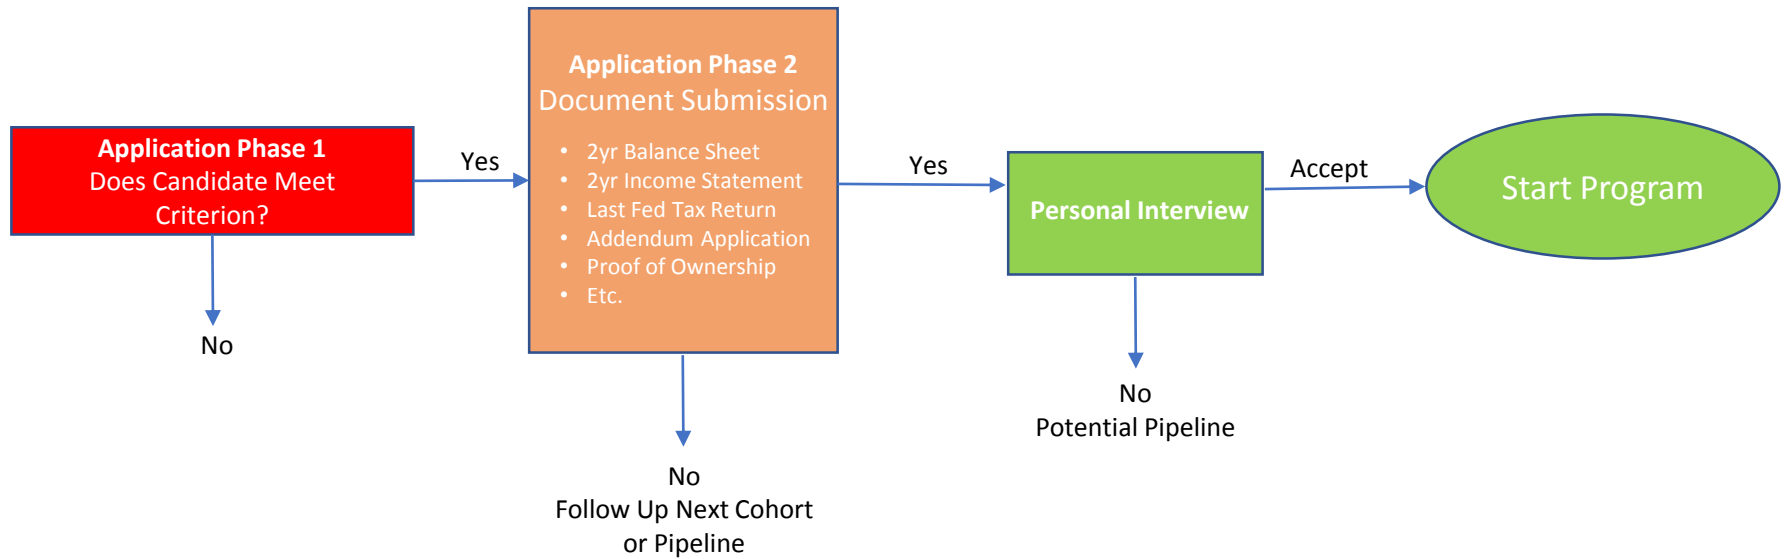 Application Phase 1
Does Candidate Meet
Criterion?
Yes
No
Application Phase 2
Document Submission
• 2yr Balance Sheet
• 2yr Income Statement
• Last Fed Tax Return
• Addendum Application
• Proof of Ownership
• Etc.
Yes
No
Follow Up Next Cohort
or Pipeline
Personal Interview
Accept
No
Potential Pipeline
Start Program